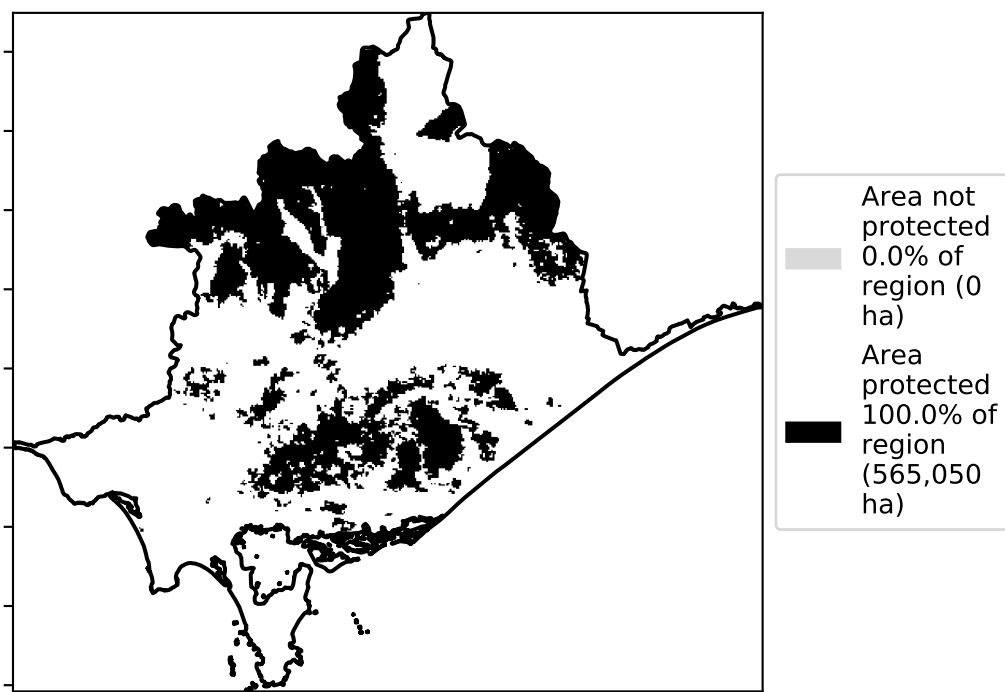 Area not
protected
0.0% of
region (0
ha)
Area
protected
100.0% of
region
(565,050
ha)